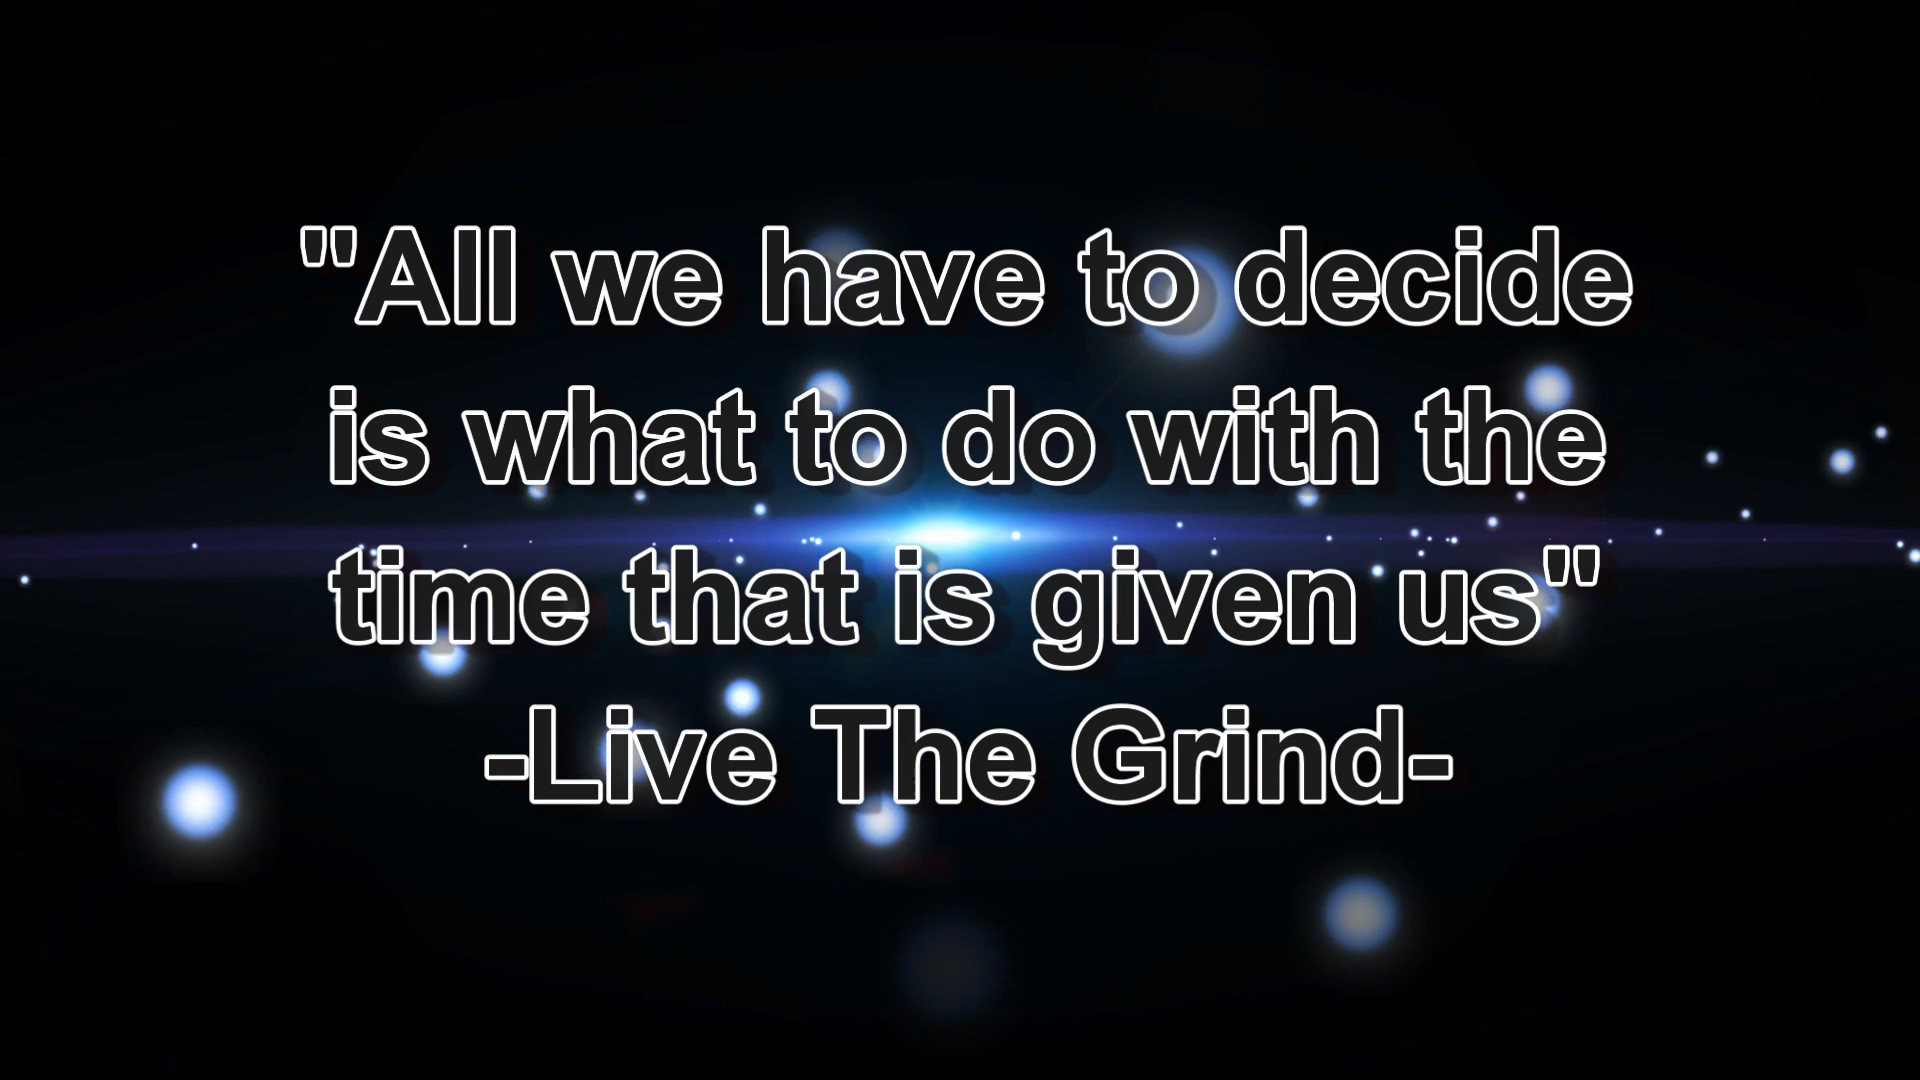 "All we have to decide
is what to do with the
time that is given us"
-Live The Grind-